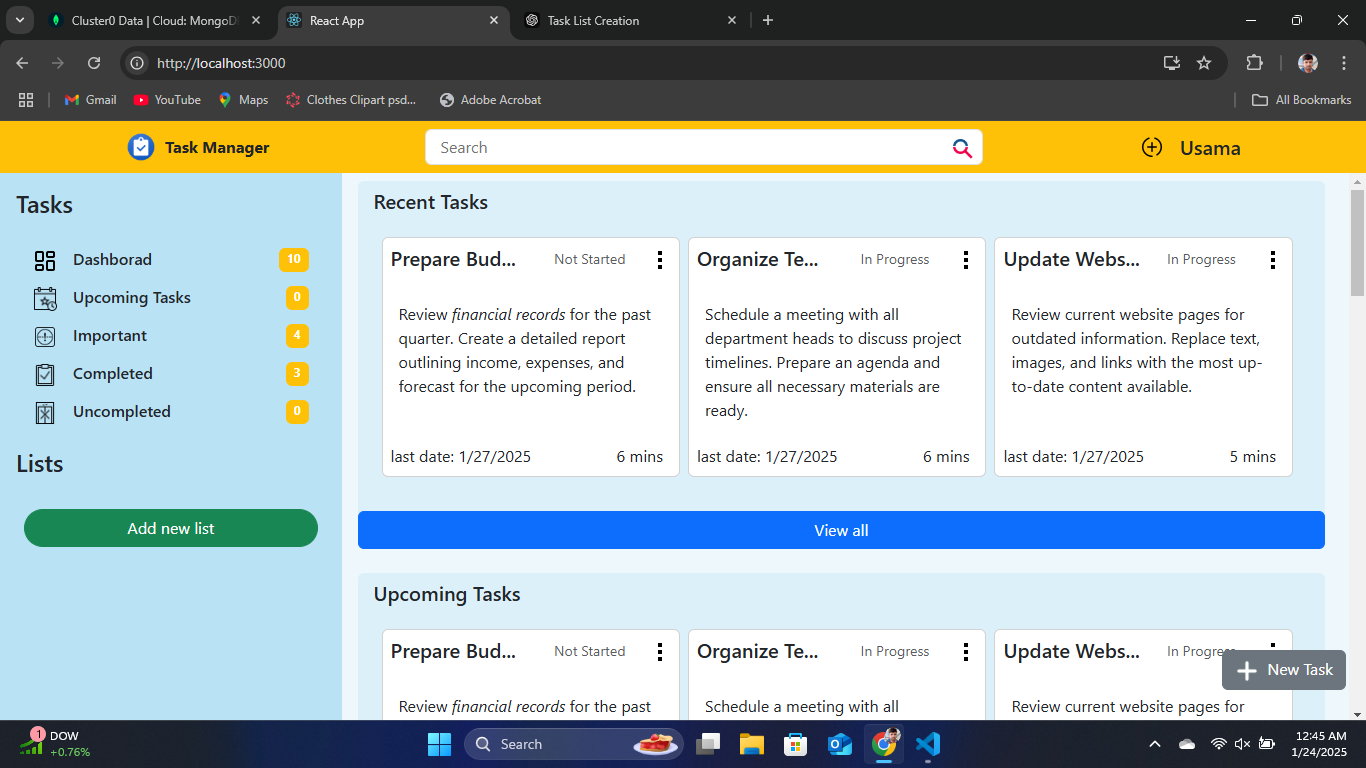 Cluster0 Data | Cloud: MongoD
React App
Task List Creation
http://localhost:3000
Gmail
YouTube
Maps
Clothes Clipart psd...
Adobe Acrobat
All Bookmarks
Task Manager
Search
Usama
Tasks
Dashborad 10
Upcoming Tasks 0
Important 4
Completed 3
Uncompleted 0
Lists
Add new list
Recent Tasks
Prepare Bud... Not Started
Review financial records for the past
quarter. Create a detailed report
outlining income, expenses, and
forecast for the upcoming period.
last date: 1/27/2025 6 mins
Organize Te... In Progress
Schedule a meeting with all
department heads to discuss project
timelines. Prepare an agenda and
ensure all necessary materials are
ready.
last date: 1/27/2025 6 mins
Update Webs... In Progress
Review current website pages for
outdated information. Replace text,
images, and links with the most up-
to-date content available.
last date: 1/27/2025 5 mins
View all
Upcoming Tasks
Prepare Bud... Not Started
Review financial records for the past
Organize Te... In Progress
Schedule a meeting with all
Update Webs... In Progress
Review current website pages for
New Task
1
DOW
+0.76%
Search
12:45 AM
1/24/2025